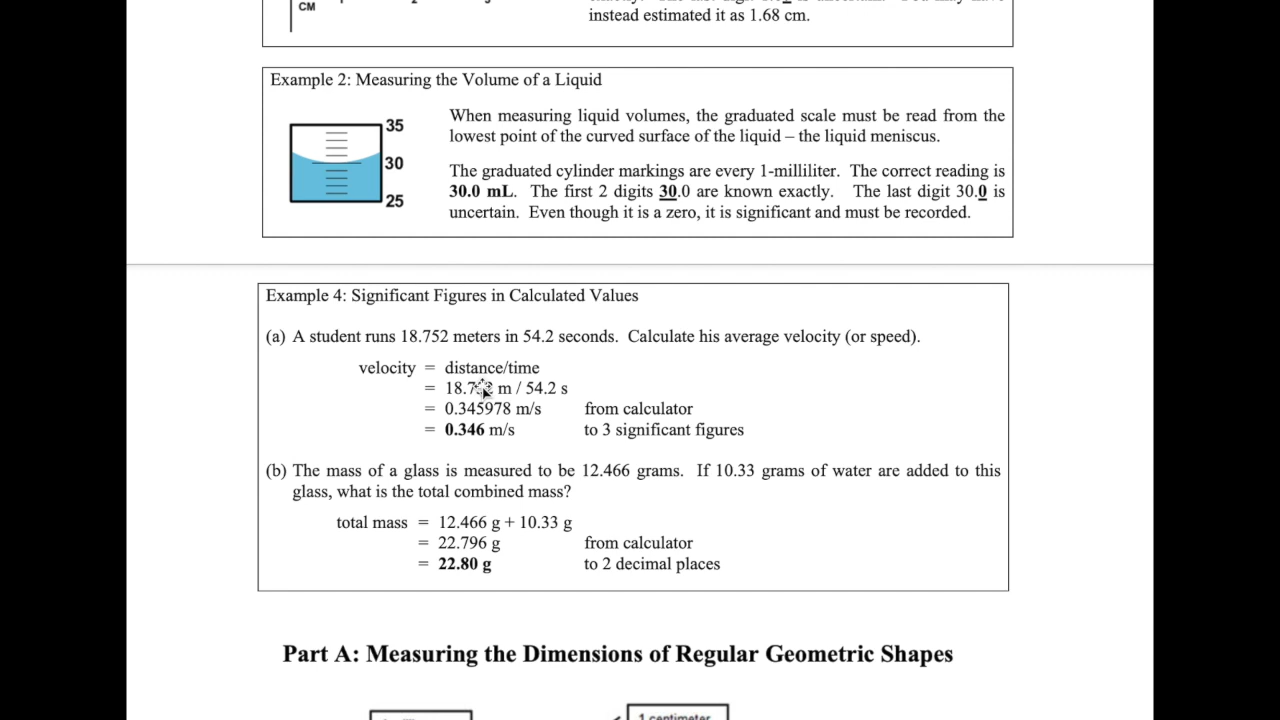 CM
instead estimated it as 1.68 cm.
Example 2: Measuring the Volume of a Liquid
When measuring liquid volumes, the graduated scale must be read from the
lowest point of the curved surface of the liquid – the liquid meniscus.
35
30
25
The graduated cylinder markings are every 1-milliliter. The correct reading is
30.0 mL. The first 2 digits 30.0 are known exactly. The last digit 30.0 is
uncertain. Even though it is a zero, it is significant and must be recorded.
Example 4: Significant Figures in Calculated Values
(a) A student runs 18.752 meters in 54.2 seconds. Calculate his average velocity (or speed).
velocity = distance/time
= 18.752 m / 54.2 s
= 0.345978 m/s from calculator
= 0.346 m/s to 3 significant figures
(b) The mass of a glass is measured to be 12.466 grams. If 10.33 grams of water are added to this
glass, what is the total combined mass?
total mass = 12.466 g + 10.33 g
= 22.796 g from calculator
= 22.80 g to 2 decimal places
Part A: Measuring the Dimensions of Regular Geometric Shapes
1 centimeter